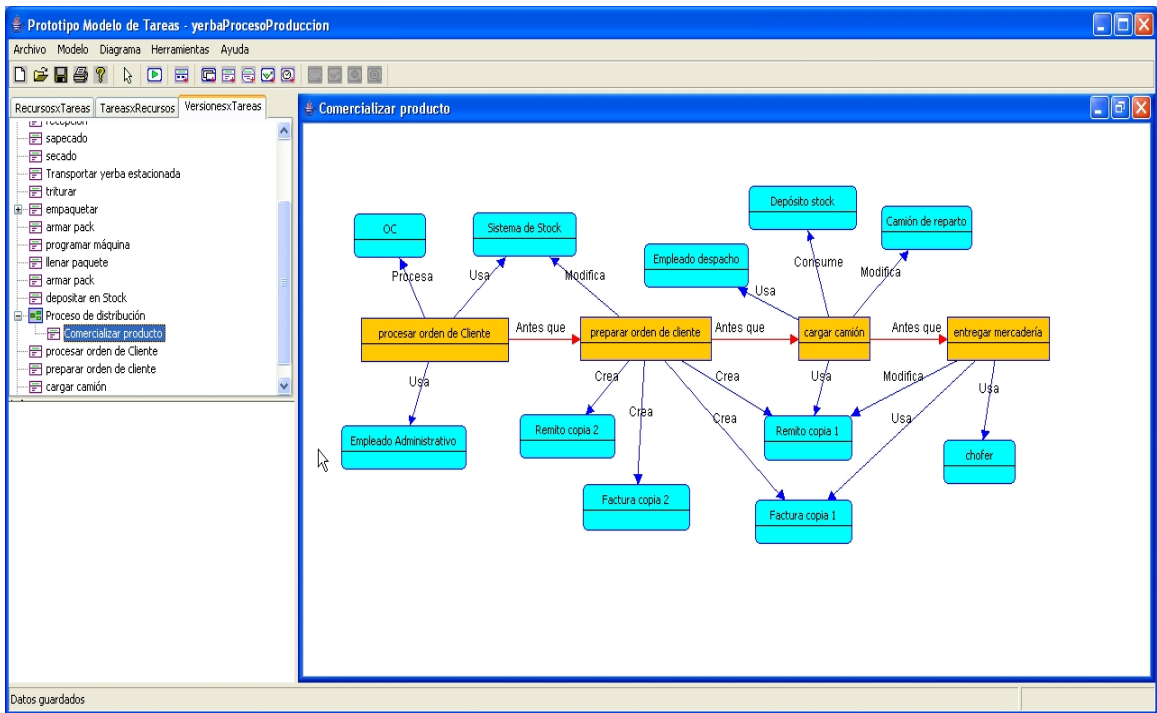 Prototipo Modelo de Tareas - yerbaProcesoProduccion
Archivo Modelo Diagrama Herramientas Ayuda
RecursosxTareas TareasxRecursos VersionesxTareas
recepcion
sapecado
secado
Transportar yerba estacionada
triturar
empaquetar
armar pack
programar máquina
llenar paquete
armar pack
depositar en Stock
Proceso de distribución
Comercializar producto
procesar orden de Cliente
preparar orden de cliente
cargar camión
Comercializar producto
Depósito stock
OC
Sistema de Stock
Camión de reparto
Empleado despacho
Procesa
Usa
Modifica
Consume
Modifica
Usa
procesar orden de Cliente
Antes que
preparar orden de cliente
Antes que
cargar camión
Antes que
entregar mercadería
Usa
Crea
Crea
Crea
Crea
Usa
Modifica
Usa
Usa
Empleado Administrativo
Remito copia 2
Remito copia 1
chofer
Factura copia 2
Factura copia 1
Datos guardados